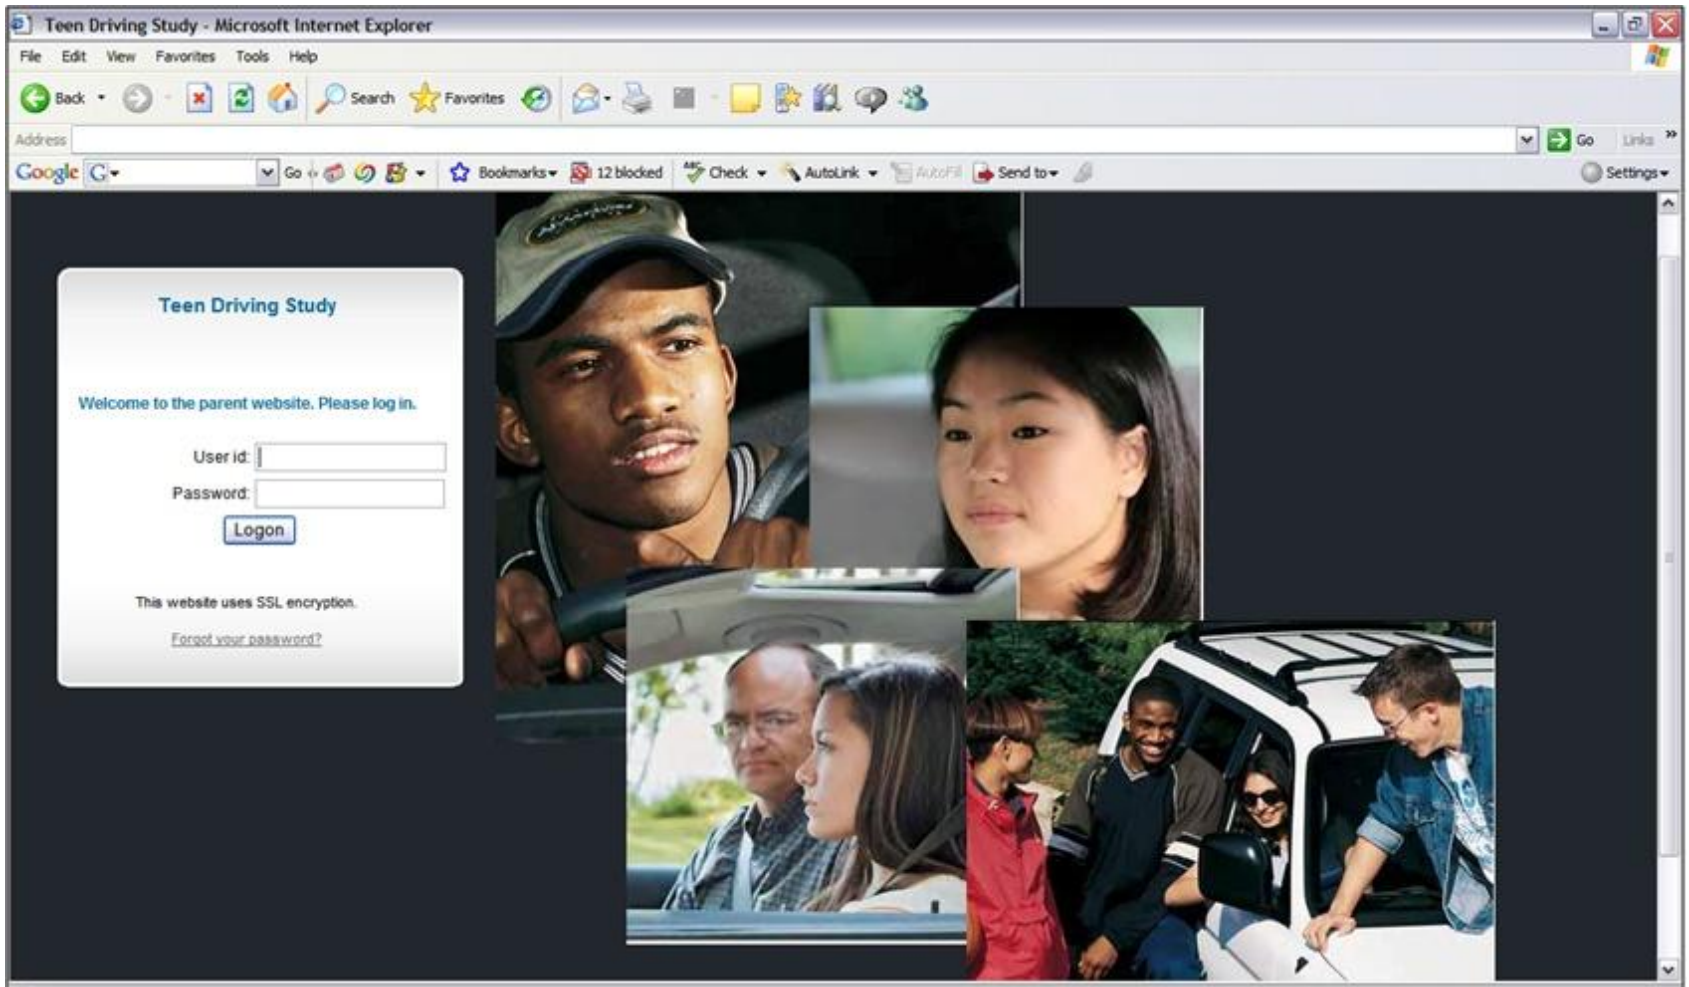 Teen Driving Study - Microsoft Internet Explorer
File Edit View Favorites Tools Help
Back Search Favorites
Address Go Links »
Google G Go Bookmarks 12 blocked ABC Check AutoLink AutoFill Send to Settings
Teen Driving Study
Welcome to the parent website. Please log in.
User id:
Password:
Logon
This website uses SSL encryption.
Forgot your password?